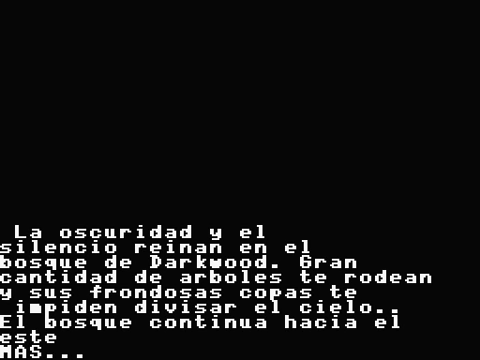 La oscuridad y el
silencio reinan en el
bosque de Darkwood. Gran
cantidad de arboles te rodean
y sus frondosas copas te
impiden divisar el cielo..
El bosque continua hacia el
este
MAS...